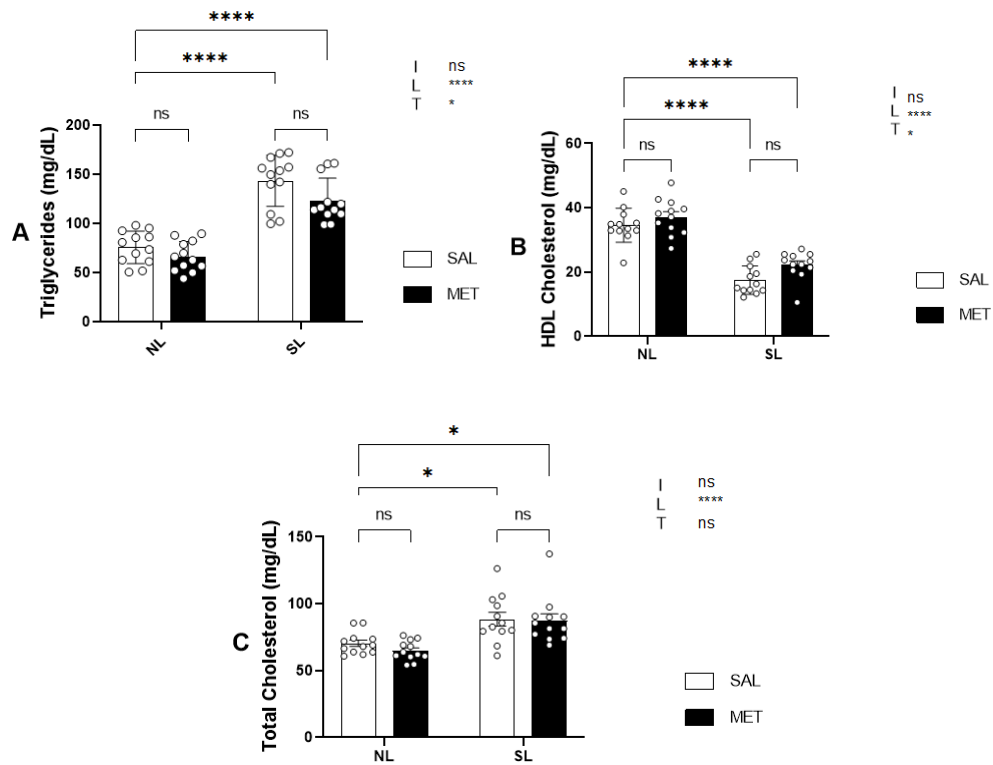 ****
****
ns
ns
I ns
L ****
T *
A
Triglycerides (mg/dL)
200
150
100
50
0
NL
SL
SAL
MET
****
****
ns
ns
I ns
L ****
T *
B
HDL Cholesterol (mg/dL)
60
40
20
0
NL
SL
SAL
MET
*
*
ns
ns
I ns
L ****
T ns
C
Total Cholesterol (mg/dL)
150
100
50
0
NL
SL
SAL
MET